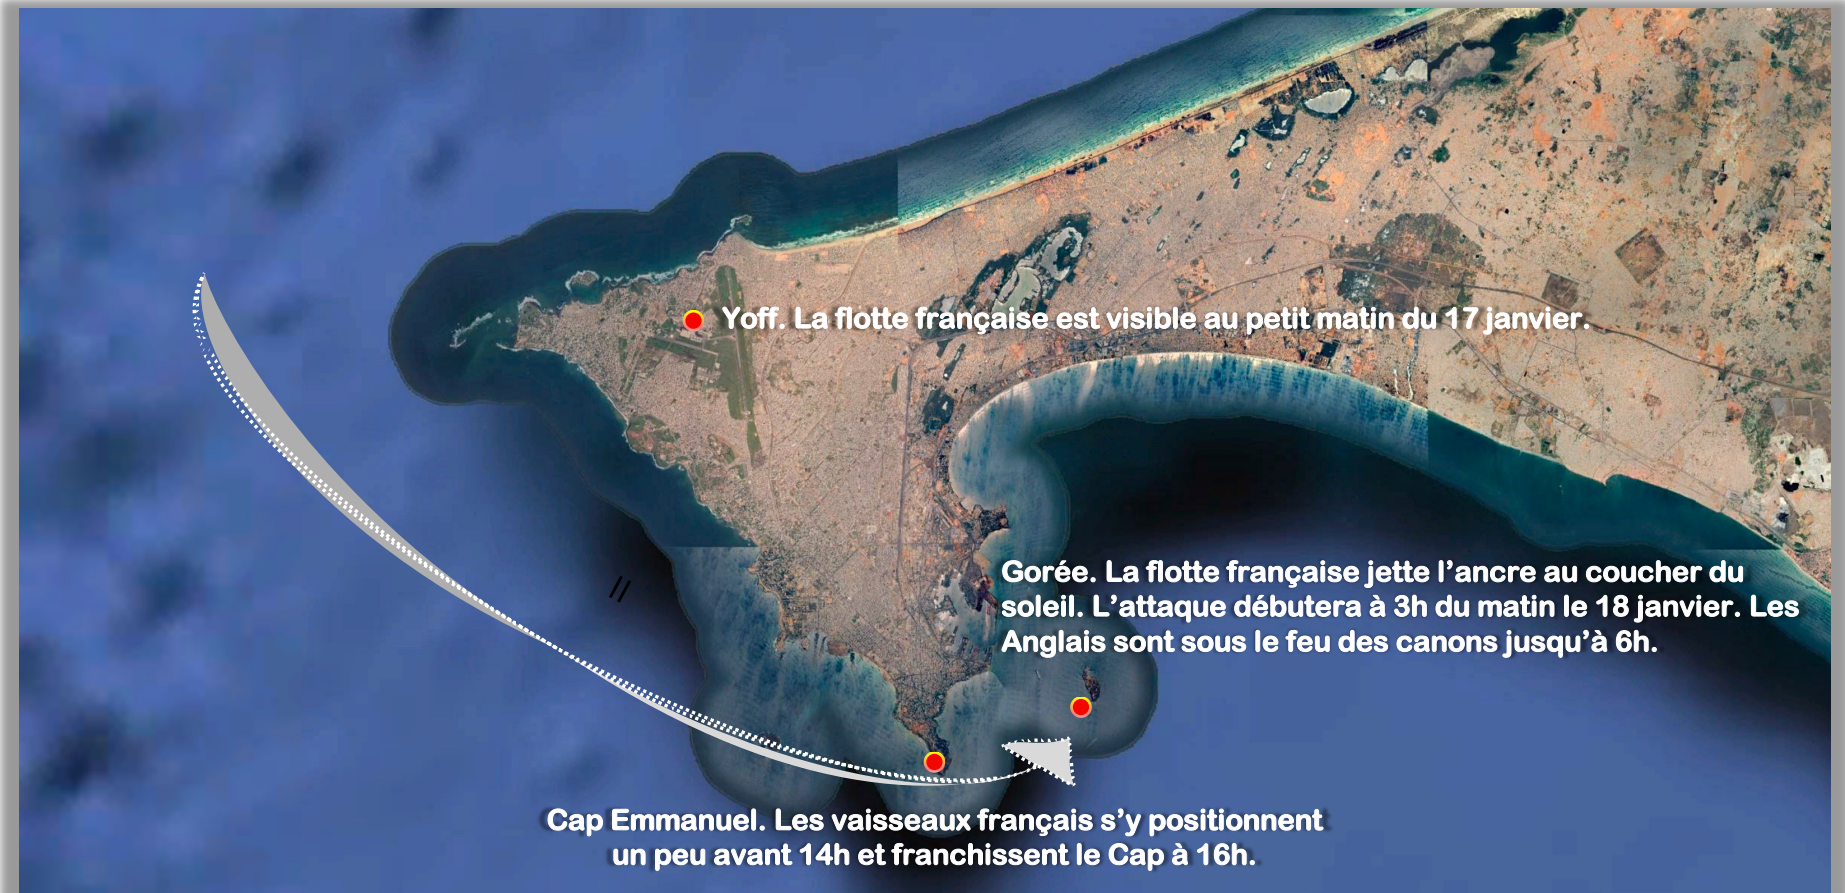 Yoff. La flotte française est visible au petit matin du 17 janvier.
Gorée. La flotte française jette l’ancre au coucher du
soleil. L’attaque débutera à 3h du matin le 18 janvier. Les
Anglais sont sous le feu des canons jusqu’à 6h.
Cap Emmanuel. Les vaisseaux français s’y positionnent
un peu avant 14h et franchissent le Cap à 16h.